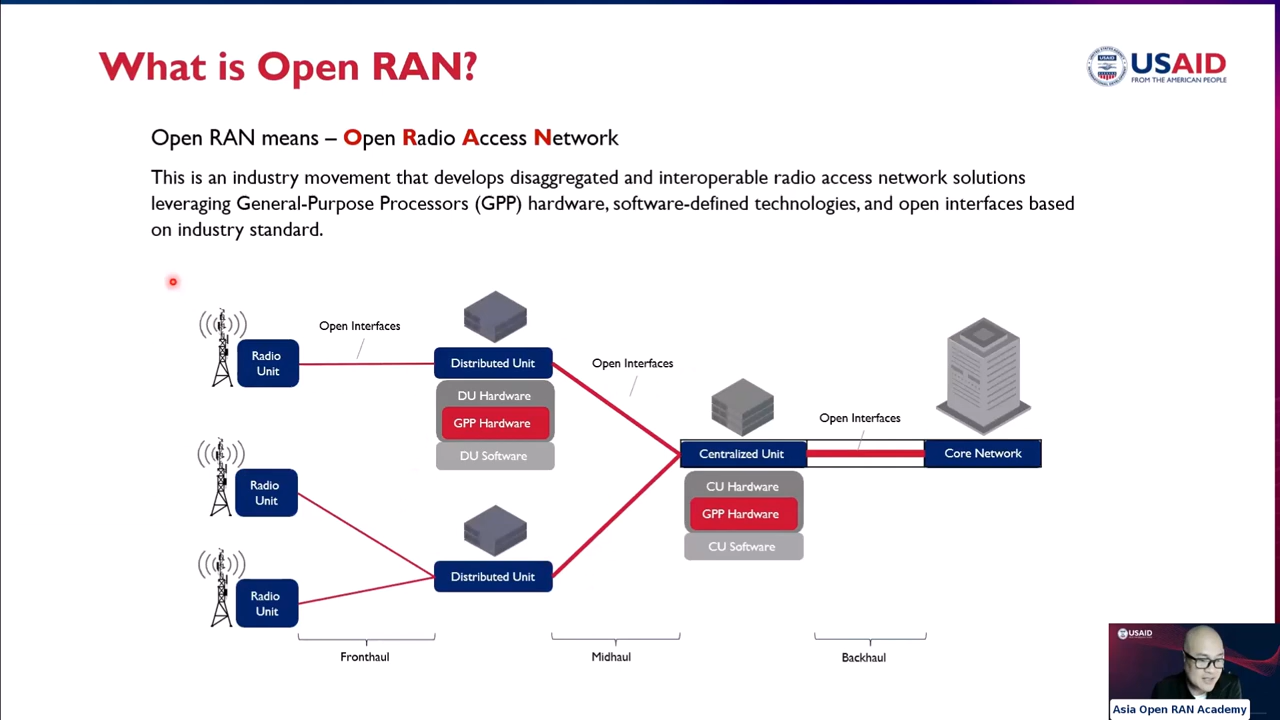 What is Open RAN?
USAID
FROM THE AMERICAN PEOPLE
Open RAN means – Open Radio Access Network
This is an industry movement that develops disaggregated and interoperable radio access network solutions
leveraging General-Purpose Processors (GPP) hardware, software-defined technologies, and open interfaces based
on industry standard.
Open Interfaces
Radio
Unit
Distributed Unit
DU Hardware
GPP Hardware
DU Software
Open Interfaces
Open Interfaces
Centralized Unit
Core Network
CU Hardware
GPP Hardware
CU Software
Radio
Unit
Distributed Unit
Radio
Unit
Fronthaul
Midhaul
Backhaul
USAID
Asia Open RAN Academy